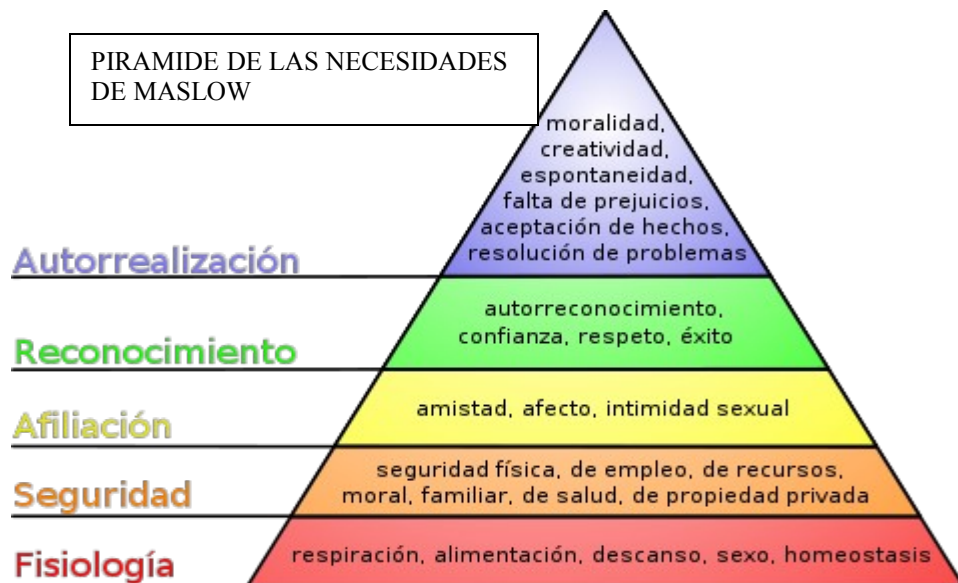 PIRAMIDE DE LAS NECESIDADES
DE MASLOW
moralidad,
creatividad,
espontaneidad,
falta de prejuicios,
aceptación de hechos,
resolución de problemas
Autorrealización
autorreconocimiento,
confianza, respeto, éxito
Reconocimiento
amistad, afecto, intimidad sexual
Afiliación
seguridad física, de empleo, de recursos,
moral, familiar, de salud, de propiedad privada
Seguridad
respiración, alimentación, descanso, sexo, homeostasis
Fisiología